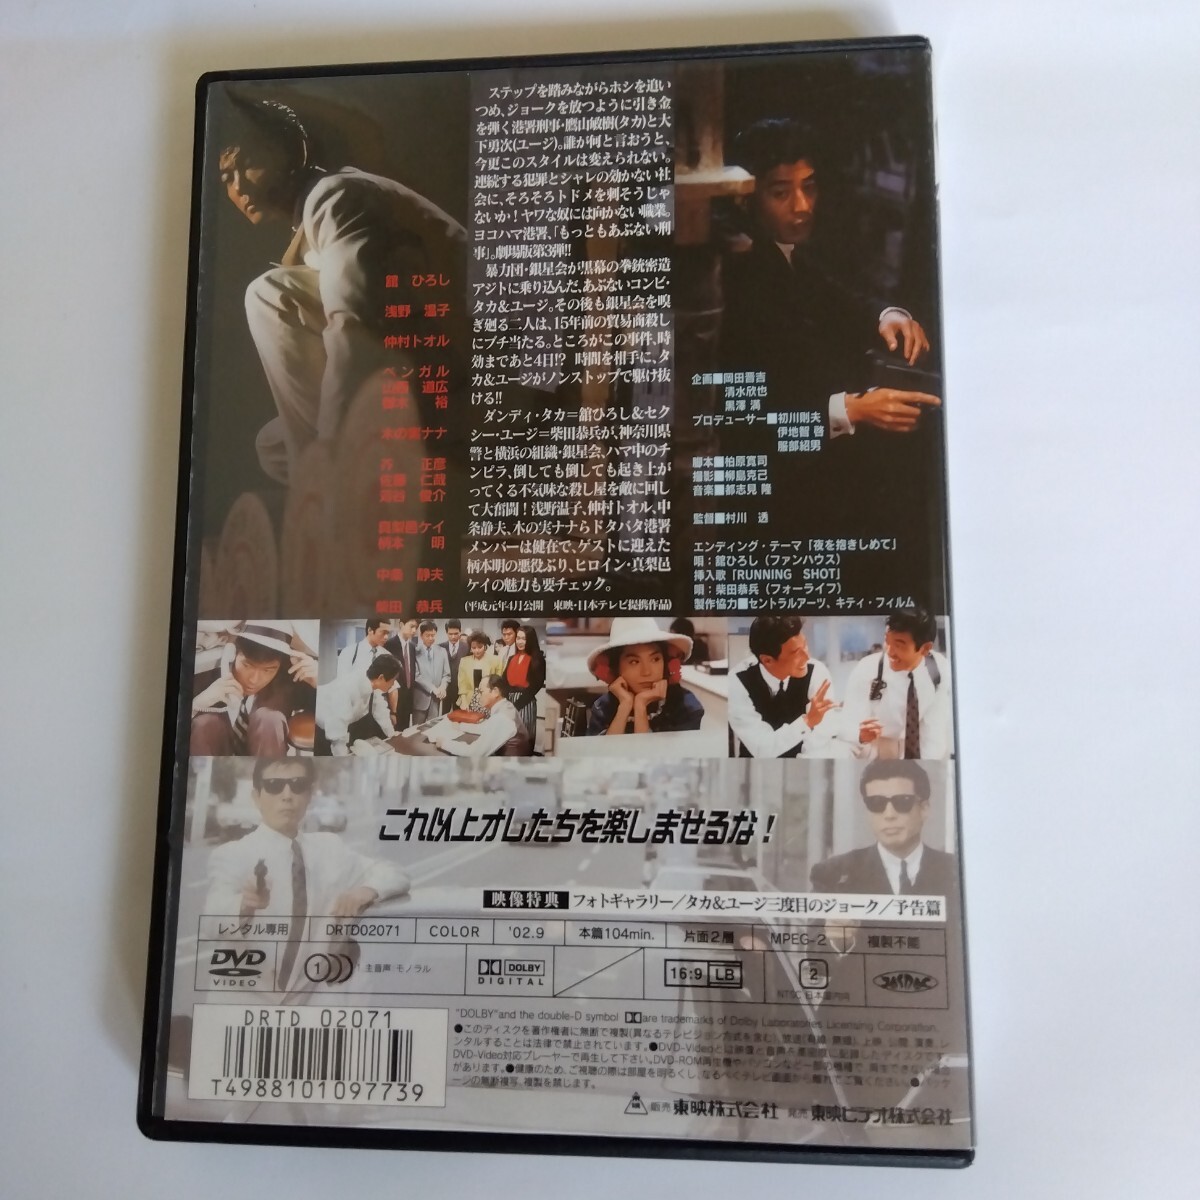 ステップを踏みながらホシを追い
つめ、ジョークを放つように引き金
を弾く港署刑事・鷹山敏樹(タカ)と大
下勇次(ユージ)。誰が何と言おうと、
今更このスタイルは変えられない。
連続する犯罪とシャレの効かない社
会に、そろそろトドメを刺そうじゃ
ないか！ヤワな奴には向かない職業。
ヨコハマ港署、「もっともあぶない刑
事」。劇場版第3弾!!
暴力団・銀星会が黒幕の拳銃密造
アジトに乗り込んだ、あぶないコンビ・
タカ&ユージ。その後も銀星会を嗅
ぎ廻る二人は、15年前の貿易商殺し
にブチ当たる。ところがこの事件、時
効まであと4日!? 時間を相手に、タ
カ&ユージがノンストップで駆け抜
ける!!
ダンディ・タカ=舘ひろし&セク
シー・ユージ=柴田恭兵が、神奈川県
警と横浜の組織・銀星会、ハマ中のチ
ンピラ、倒しても倒しても起き上が
ってくる不気味な殺し屋を敵に回し
て大奮闘！浅野温子、仲村トオル、中
条静夫、木の実ナナらドタバタ港署
メンバーは健在で、ゲストに迎えた
柄本明の悪役ぶり、ヒロイン・真梨邑
ケイの魅力も要チェック。
(平成元年4月公開 東映・日本テレビ提携作品)
舘 ひろし
浅野 温子
仲村トオル
ベンガル
山西 道広
御木 裕
木の実ナナ
苅谷 俊介
真梨邑ケイ
柄本 明
中条 静夫
柴田 恭兵
企画■岡田晋吉
清水欣也
黒澤 満
プロデューサー■初川則夫
伊地智 啓
服部紹男
脚本■柏原寛司
撮影■柳島克己
音楽■都志見 隆
監督■村川 透
エンディング・テーマ「夜を抱きしめて」
唄：舘ひろし（ファンハウス）
挿入歌「RUNNING SHOT」
唄：柴田恭兵（フォーライフ）
製作協力■セントラルアーツ、キティ・フィルム
これ以上オレたちを楽しませるな！
映像特典 フォトギャラリー／タカ&ユージ三度目のジョーク／予告篇
レンタル専用 DRTD02071 COLOR '02.9 本篇104min. 片面2層 MPEG-2 複製不能
DVD VIDEO 1 1.主音声:モノラル DOLBY DIGITAL 16:9 LB 2
NTSC 日本国内向
DRTD 02071
T4988101097739
"DOLBY"and the double-D symbol are trademarks of Dolby Laboratories Licensing Corporation.
販売 東映株式会社 発売 東映ビデオ株式会社